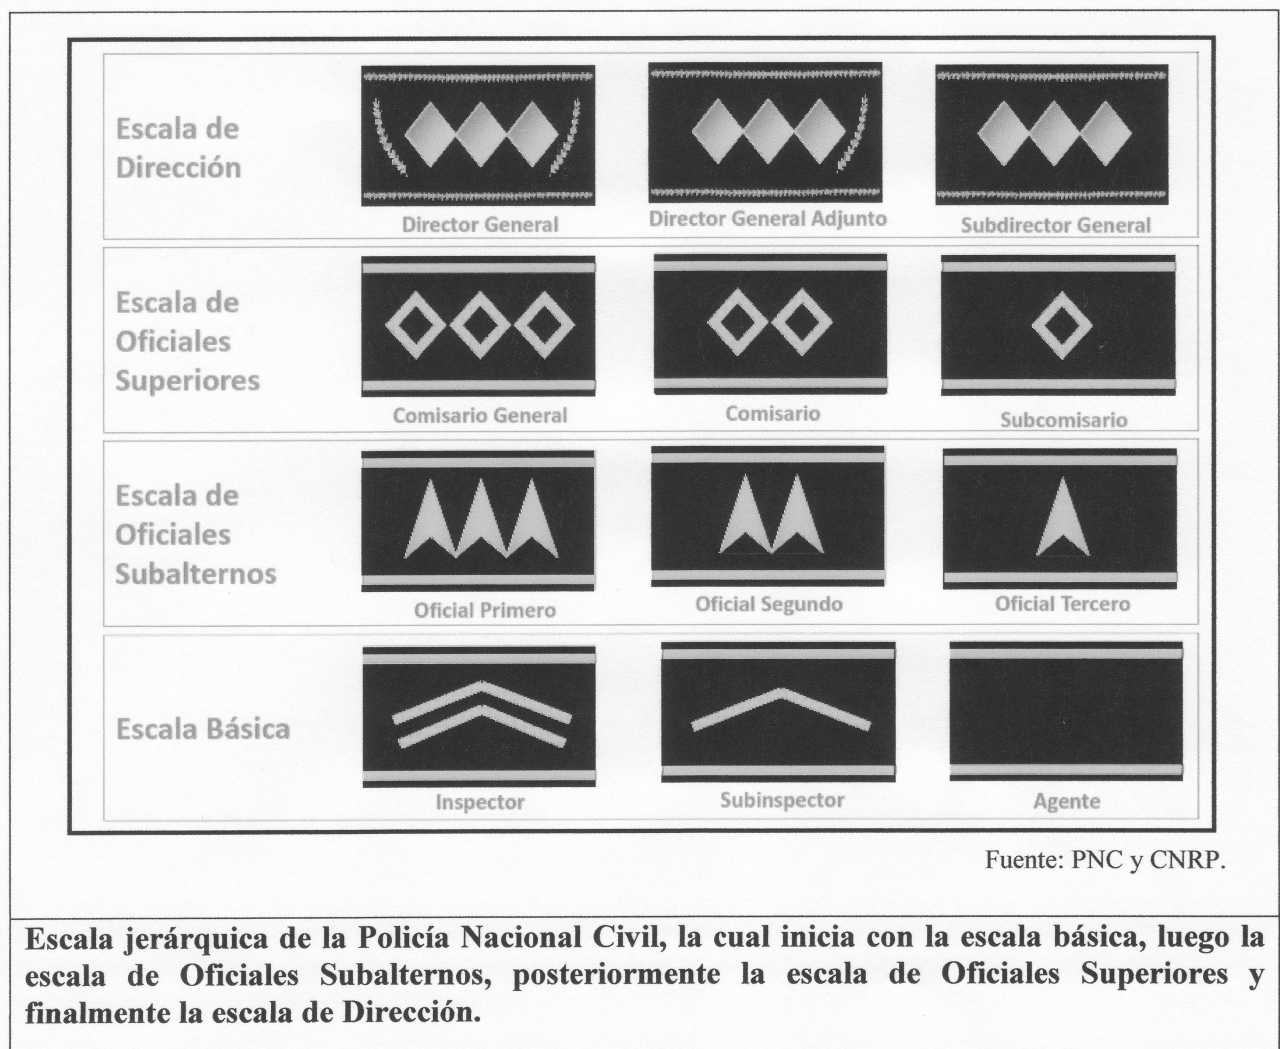 Escala de
Dirección
Director General
Director General Adjunto
Subdirector General
Escala de
Oficiales
Superiores
Comisario General
Comisario
Subcomisario
Escala de
Oficiales
Subalternos
Oficial Primero
Oficial Segundo
Oficial Tercero
Escala Básica
Inspector
Subinspector
Agente
Fuente: PNC y CNRP.
Escala jerárquica de la Policía Nacional Civil, la cual inicia con la escala básica, luego la
escala de Oficiales Subalternos, posteriormente la escala de Oficiales Superiores y
finalmente la escala de Dirección.